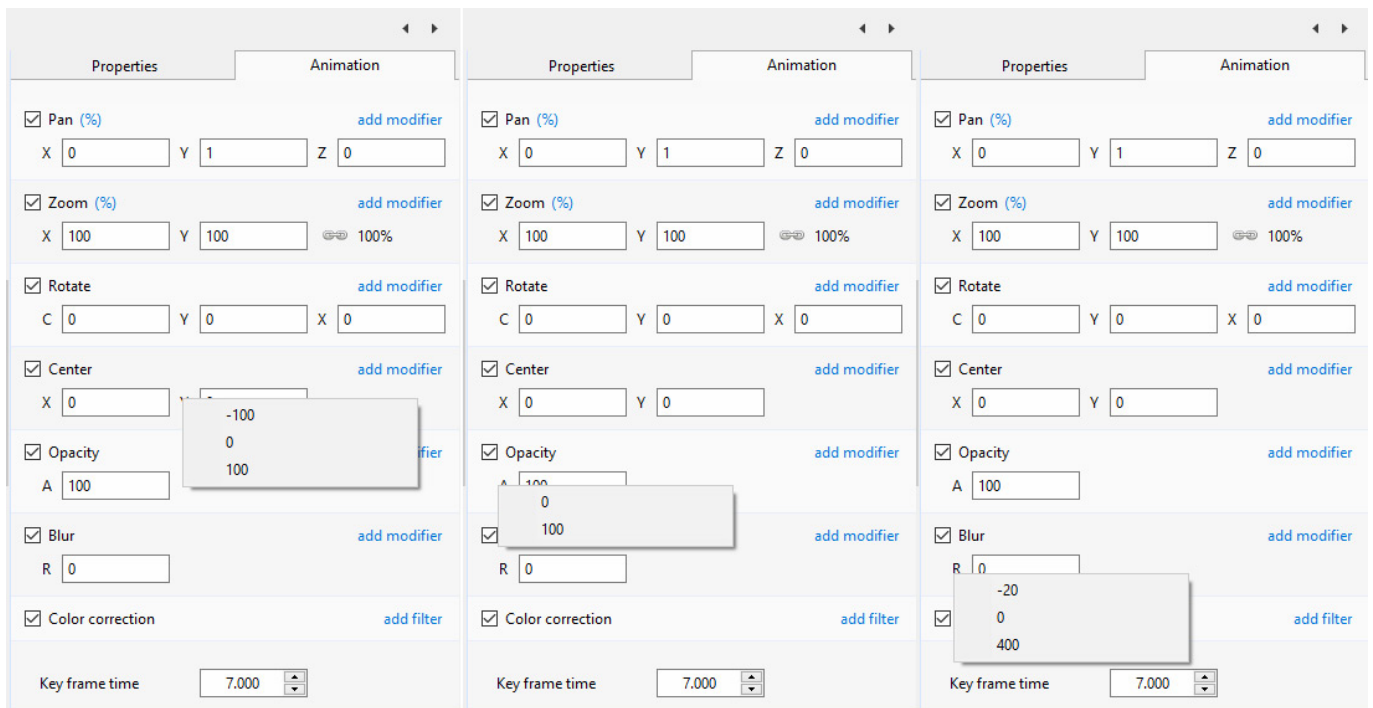 Properties Animation
Pan (%) add modifier
X 0 Y 1 Z 0
Zoom (%) add modifier
X 100 Y 100 100%
Rotate add modifier
C 0 Y 0 X 0
Center add modifier
X 0
-100
0
100
Opacity ifier
A 100
Blur add modifier
R 0
Color correction add filter
Key frame time 7.000
Properties Animation
Pan (%) add modifier
X 0 Y 1 Z 0
Zoom (%) add modifier
X 100 Y 100 100%
Rotate add modifier
C 0 Y 0 X 0
Center add modifier
X 0 Y 0
Opacity add modifier
A 100
0
100
add modifier
R 0
Color correction add filter
Key frame time 7.000
Properties Animation
Pan (%) add modifier
X 0 Y 1 Z 0
Zoom (%) add modifier
X 100 Y 100 100%
Rotate add modifier
C 0 Y 0 X 0
Center add modifier
X 0 Y 0
Opacity add modifier
A 100
Blur add modifier
R 0
-20
0
400
add filter
Key frame time 7.000